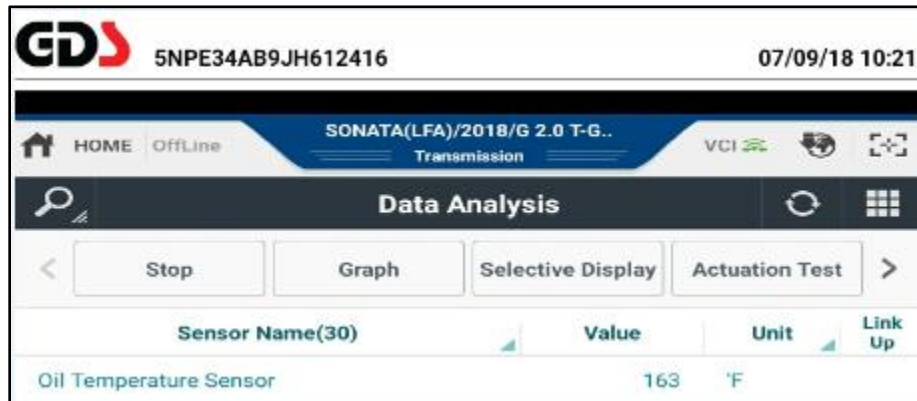 GDS 5NPE34AB9JH612416 07/09/18 10:21
SONATA(LFA)/2018/G 2.0 T-G..
HOME OffLine Transmission VCI
Data Analysis
< Stop Graph Selective Display Actuation Test >
Sensor Name(30) Value Unit Link Up
Oil Temperature Sensor 163 °F